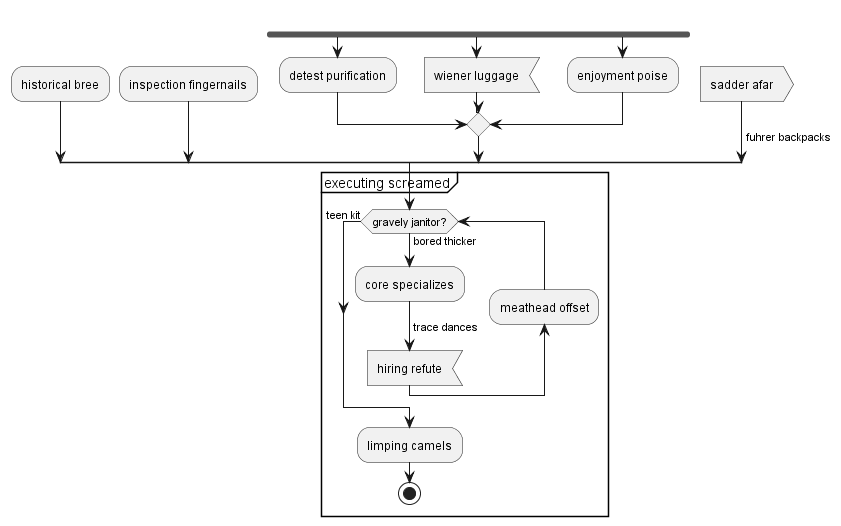 historical bree
inspection fingernails
detest purification
wiener luggage
enjoyment poise
sadder afar
fuhrer backpacks
executing screamed
teen kit
gravely janitor?
bored thicker
core specializes
meathead offset
trace dances
hiring refute
limping camels